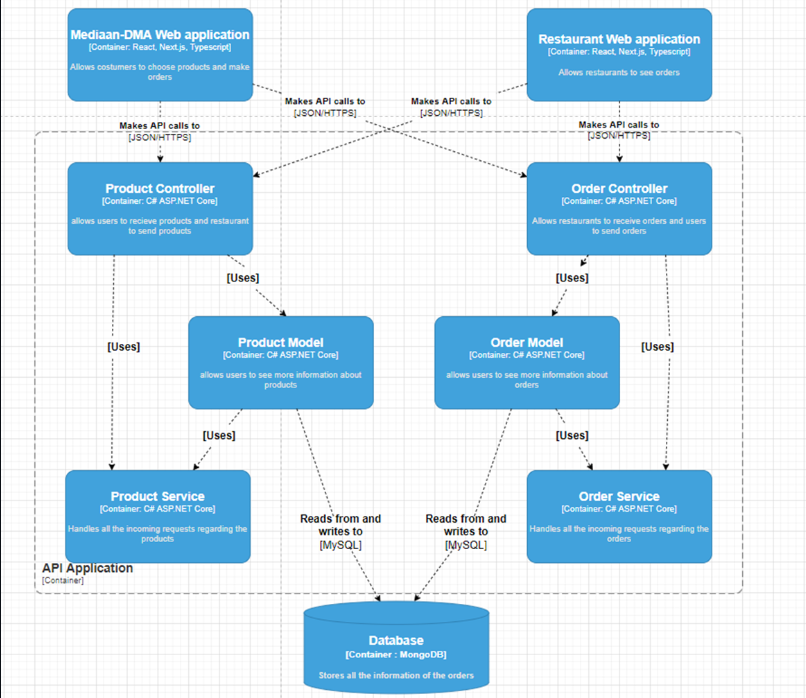 Mediaan-DMA Web application
[Container: React, Next.js, Typescript]
Allows costumers to choose products and make
orders
Restaurant Web application
[Container: React, Next.js, Typescript]
Allows restaurants to see orders
Makes API calls to
[JSON/HTTPS]
Makes API calls to
[JSON/HTTPS]
Makes API calls to
[JSON/HTTPS]
Makes API calls to
[JSON/HTTPS]
Product Controller
[Container: C# ASP.NET Core]
allows users to recieve products and restaurant
to send products
Order Controller
[Container: C# ASP.NET Core]
Allows restaurants to receive orders and users
to send orders
[Uses]
[Uses]
[Uses]
[Uses]
Product Model
[Container: C# ASP.NET Core]
allows users to see more information about
products
Order Model
[Container: C# ASP.NET Core]
allows users to see more information about
orders
[Uses]
[Uses]
Product Service
[Container: C# ASP.NET Core]
Handles all the incoming requests regarding the
products
Reads from and
writes to
[MySQL]
Reads from and
writes to
[MySQL]
Order Service
[Container: C# ASP.NET Core]
Handles all the incoming requests regarding the
orders
API Application
[Container]
Database
[Container : MongoDB]
Stores all the information of the orders